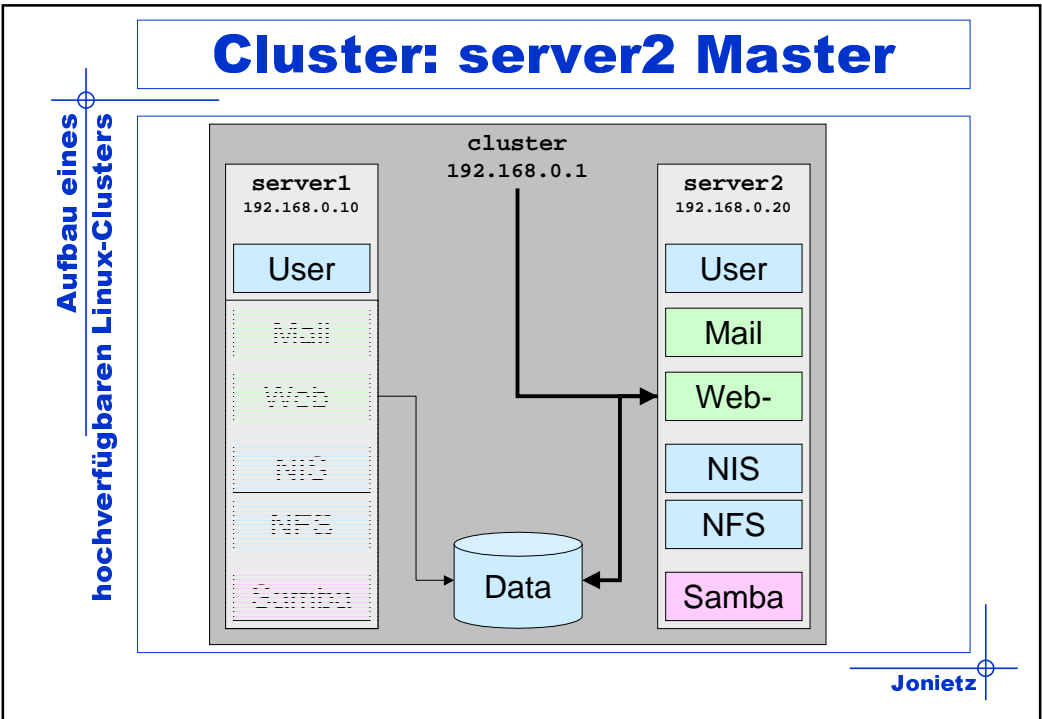 Cluster: server2 Master
Aufbau eines
hochverfügbaren Linux-Clusters
cluster
192.168.0.1
server1
192.168.0.10
User
Mail
Web
NIS
NFS
Samba
Data
server2
192.168.0.20
User
Mail
Web-
NIS
NFS
Samba
Jonietz